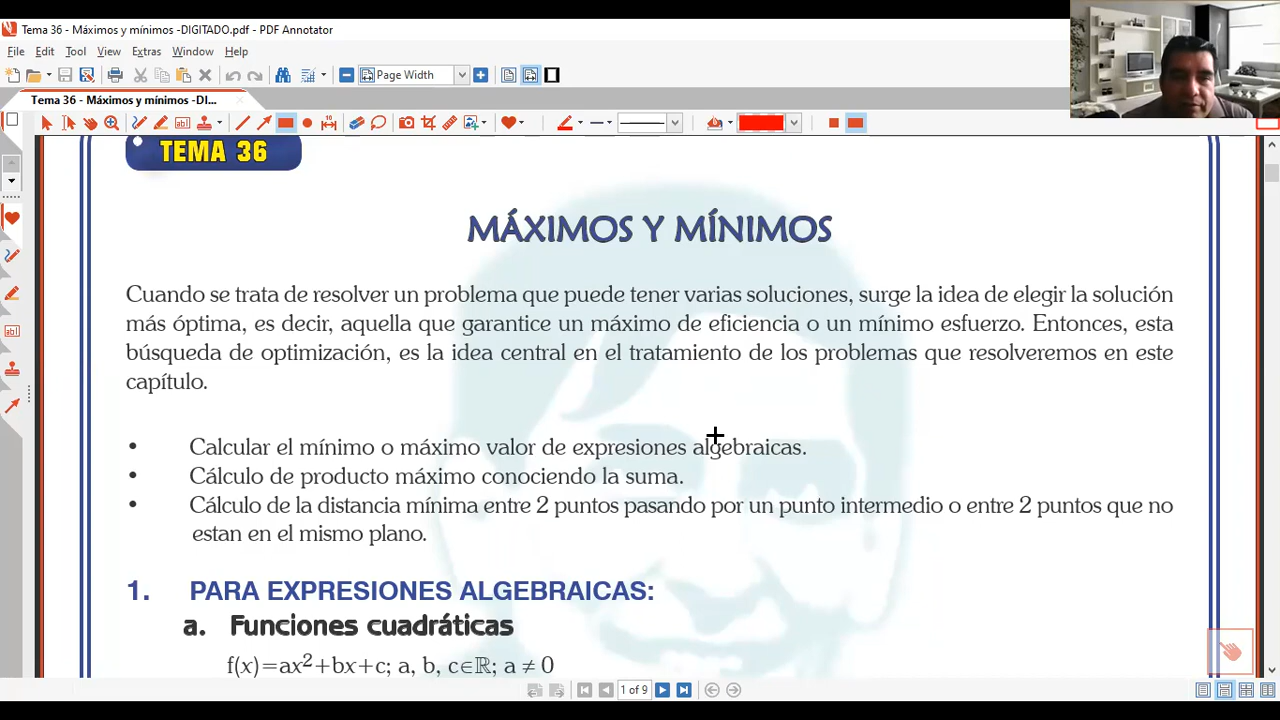 Tema 36 - Máximos y mínimos -DIGITADO.pdf - PDF Annotator
File Edit Tool View Extras Window Help
Page Width
Tema 36 - Máximos y mínimos -DI...
TEMA 36
MÁXIMOS Y MÍNIMOS
Cuando se trata de resolver un problema que puede tener varias soluciones, surge la idea de elegir la solución
más óptima, es decir, aquella que garantice un máximo de eficiencia o un mínimo esfuerzo. Entonces, esta
búsqueda de optimización, es la idea central en el tratamiento de los problemas que resolveremos en este
capítulo.
• Calcular el mínimo o máximo valor de expresiones algebraicas.
• Cálculo de producto máximo conociendo la suma.
• Cálculo de la distancia mínima entre 2 puntos pasando por un punto intermedio o entre 2 puntos que no
estan en el mismo plano.
1. PARA EXPRESIONES ALGEBRAICAS:
a. Funciones cuadráticas
f(x)=ax²+bx+c; a, b, c∈ℝ; a ≠ 0
1 of 9